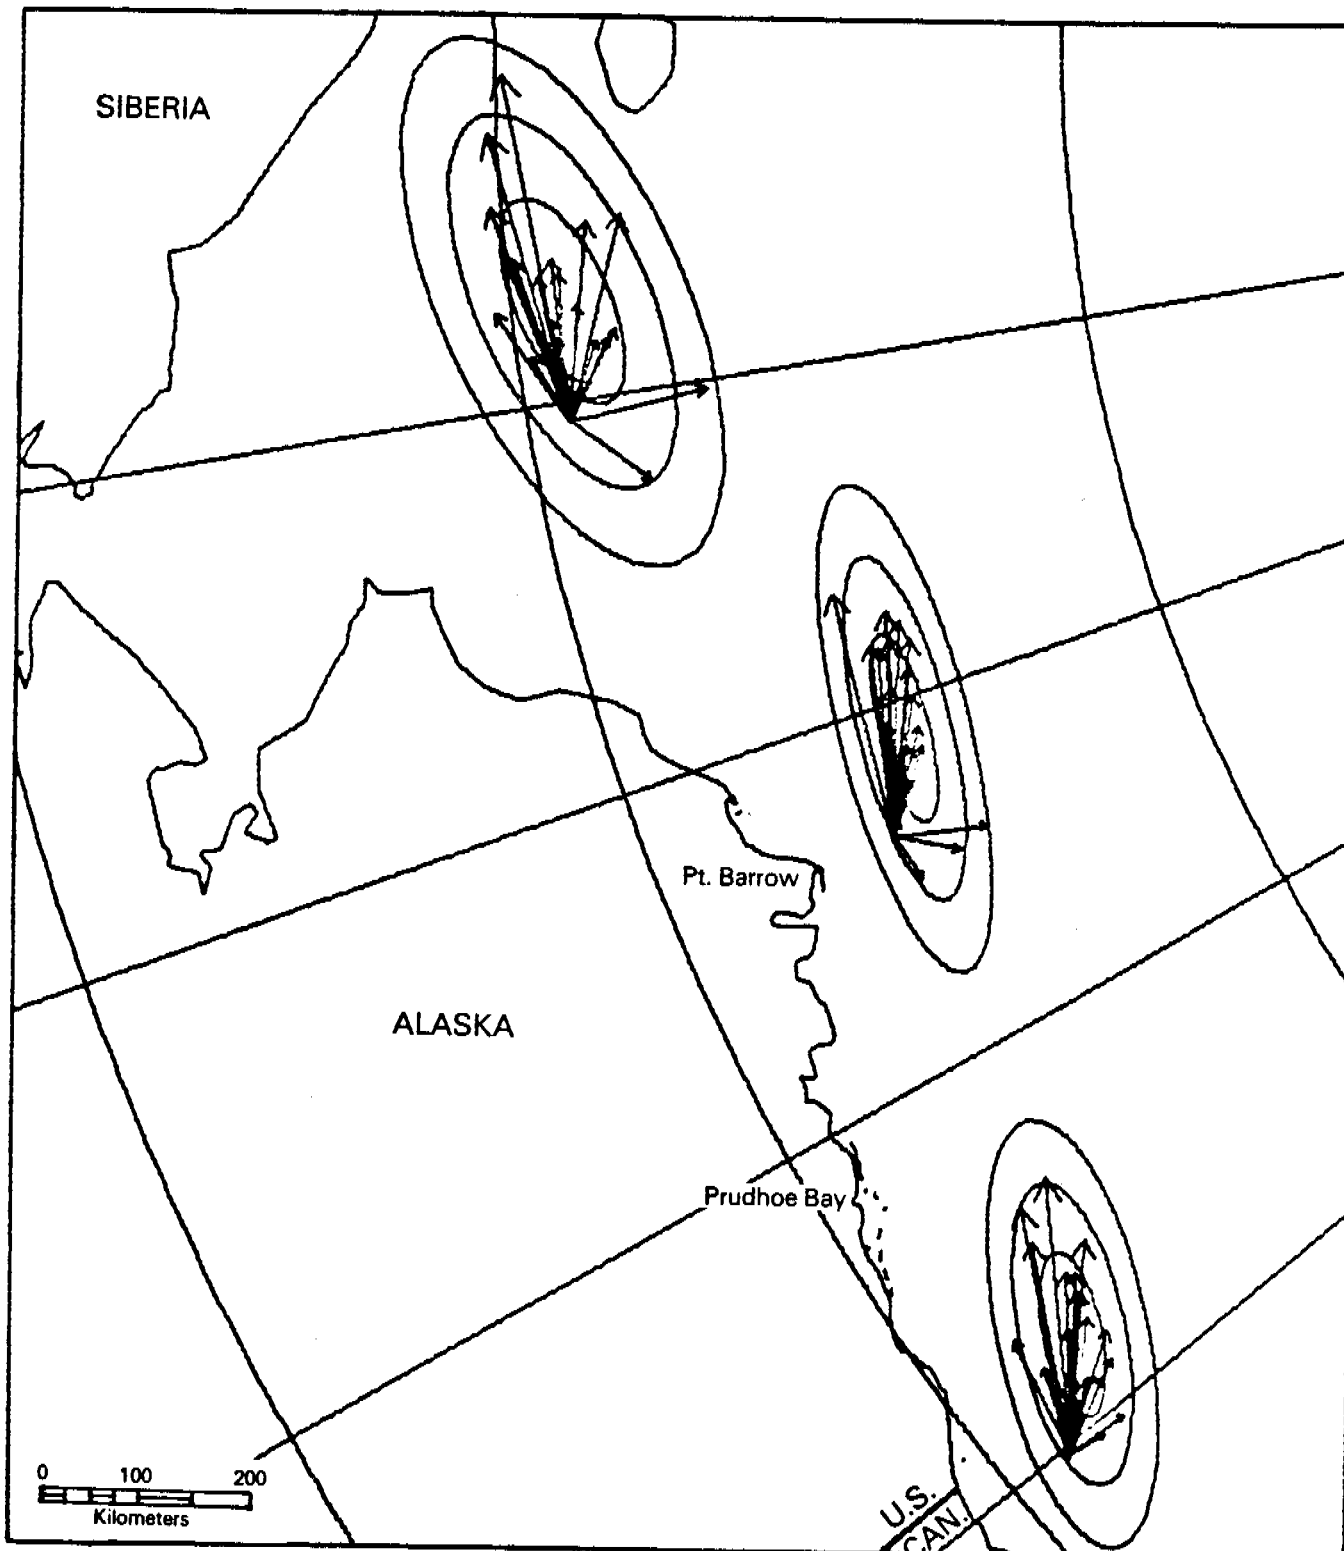 SIBERIA
Pt. Barrow
ALASKA
Prudhoe Bay
0 100 200
Kilometers
U.S.
CAN.